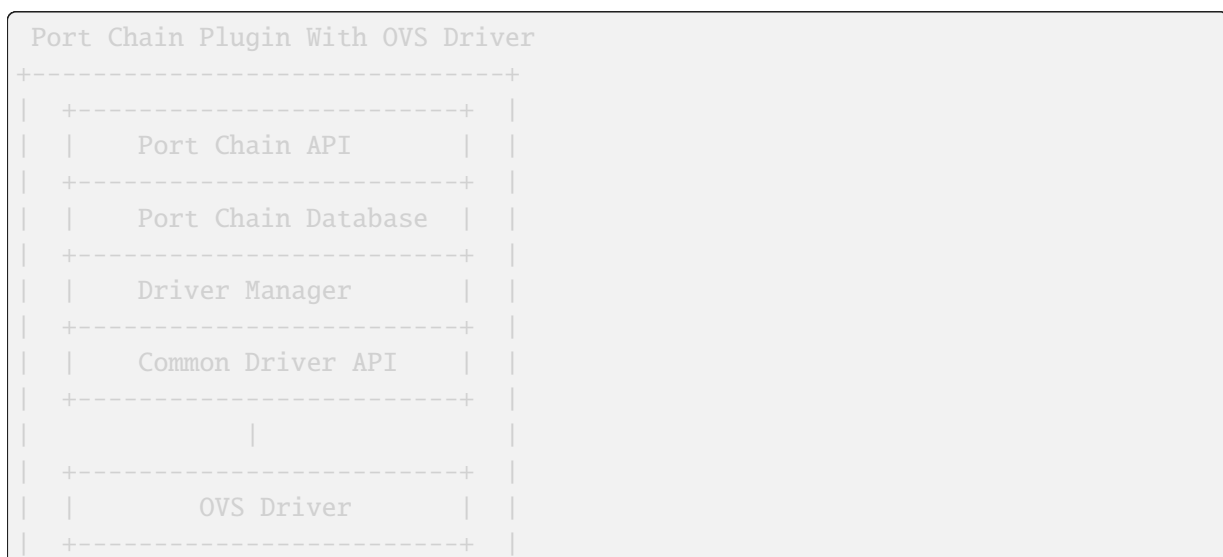 Port Chain Plugin With OVS Driver
+-------------------------------+
|  +-------------------------+  |
|  |    Port Chain API       |  |
|  +-------------------------+  |
|  |    Port Chain Database  |  |
|  +-------------------------+  |
|  |    Driver Manager       |  |
|  +-------------------------+  |
|  |    Common Driver API    |  |
|  +-------------------------+  |
|              |                |
|  +-------------------------+  |
|  |        OVS Driver       |  |
|  +-------------------------+  |